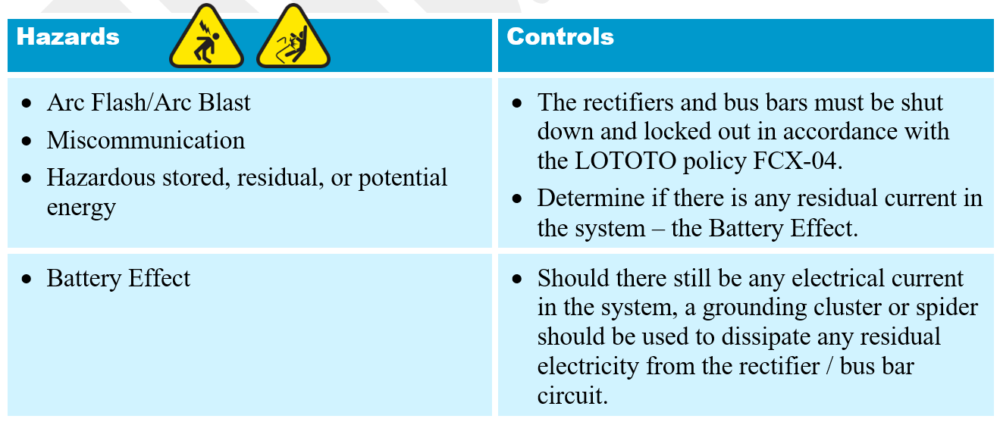 Hazards
Controls
• Arc Flash/Arc Blast
• Miscommunication
• Hazardous stored, residual, or potential
energy
• The rectifiers and bus bars must be shut
down and locked out in accordance with
the LOTOTO policy FCX-04.
• Determine if there is any residual current in
the system – the Battery Effect.
• Battery Effect
• Should there still be any electrical current
in the system, a grounding cluster or spider
should be used to dissipate any residual
electricity from the rectifier / bus bar
circuit.